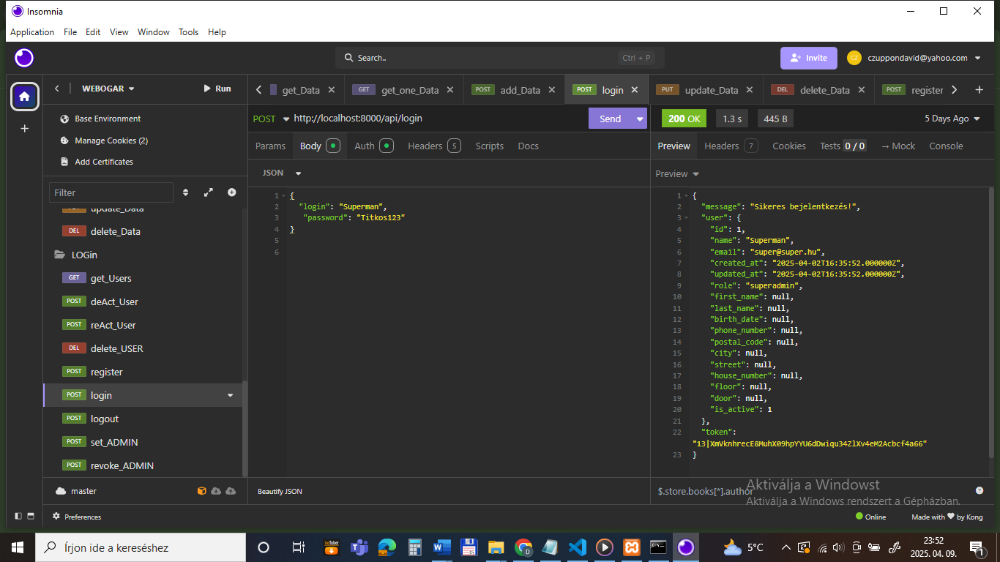 Insomnia
Application File Edit View Window Tools Help
Search.. Ctrl + P
Invite
CZ czuppondavid@yahoo.com
WEBOGAR
Run
GET get_Data
GET get_one_Data
POST add_Data
POST login
PUT update_Data
DEL delete_Data
POST register
Base Environment
Manage Cookies (2)
Add Certificates
Filter
update_Data
DEL delete_Data
LOGin
GET get_Users
POST deAct_User
POST reAct_User
DEL delete_USER
POST register
POST login
POST logout
POST set_ADMIN
POST revoke_ADMIN
master
Preferences
POST http://localhost:8000/api/login Send
Params Body Auth Headers 5 Scripts Docs
JSON
1 {
2 "login": "Superman",
3 "password": "Titkos123"
4 }
5
6
Beautify JSON
200 OK 1.3 s 445 B 5 Days Ago
Preview Headers 7 Cookies Tests 0 / 0 → Mock Console
Preview
1 {
2 "message": "Sikeres bejelentkezés!",
3 "user": {
4 "id": 1,
5 "name": "Superman",
6 "email": "super@super.hu",
7 "created_at": "2025-04-02T16:35:52.000000Z",
8 "updated_at": "2025-04-02T16:35:52.000000Z",
9 "role": "superadmin",
10 "first_name": null,
11 "last_name": null,
12 "birth_date": null,
13 "phone_number": null,
14 "postal_code": null,
15 "city": null,
16 "street": null,
17 "house_number": null,
18 "floor": null,
19 "door": null,
20 "is_active": 1
21 },
22 "token":
"13|XmVknhrecE8MuhX09hpYYU6dDwiqu34ZlXv4eM2Acbcf4a66"
23 }
$.store.books[*].author
Aktiválja a Windowst
Aktiválja a Windows rendszert a Gépházban.
Online
Made with ♥ by Kong
Írjon ide a kereséshez
5°C
23:52
2025. 04. 09.
1